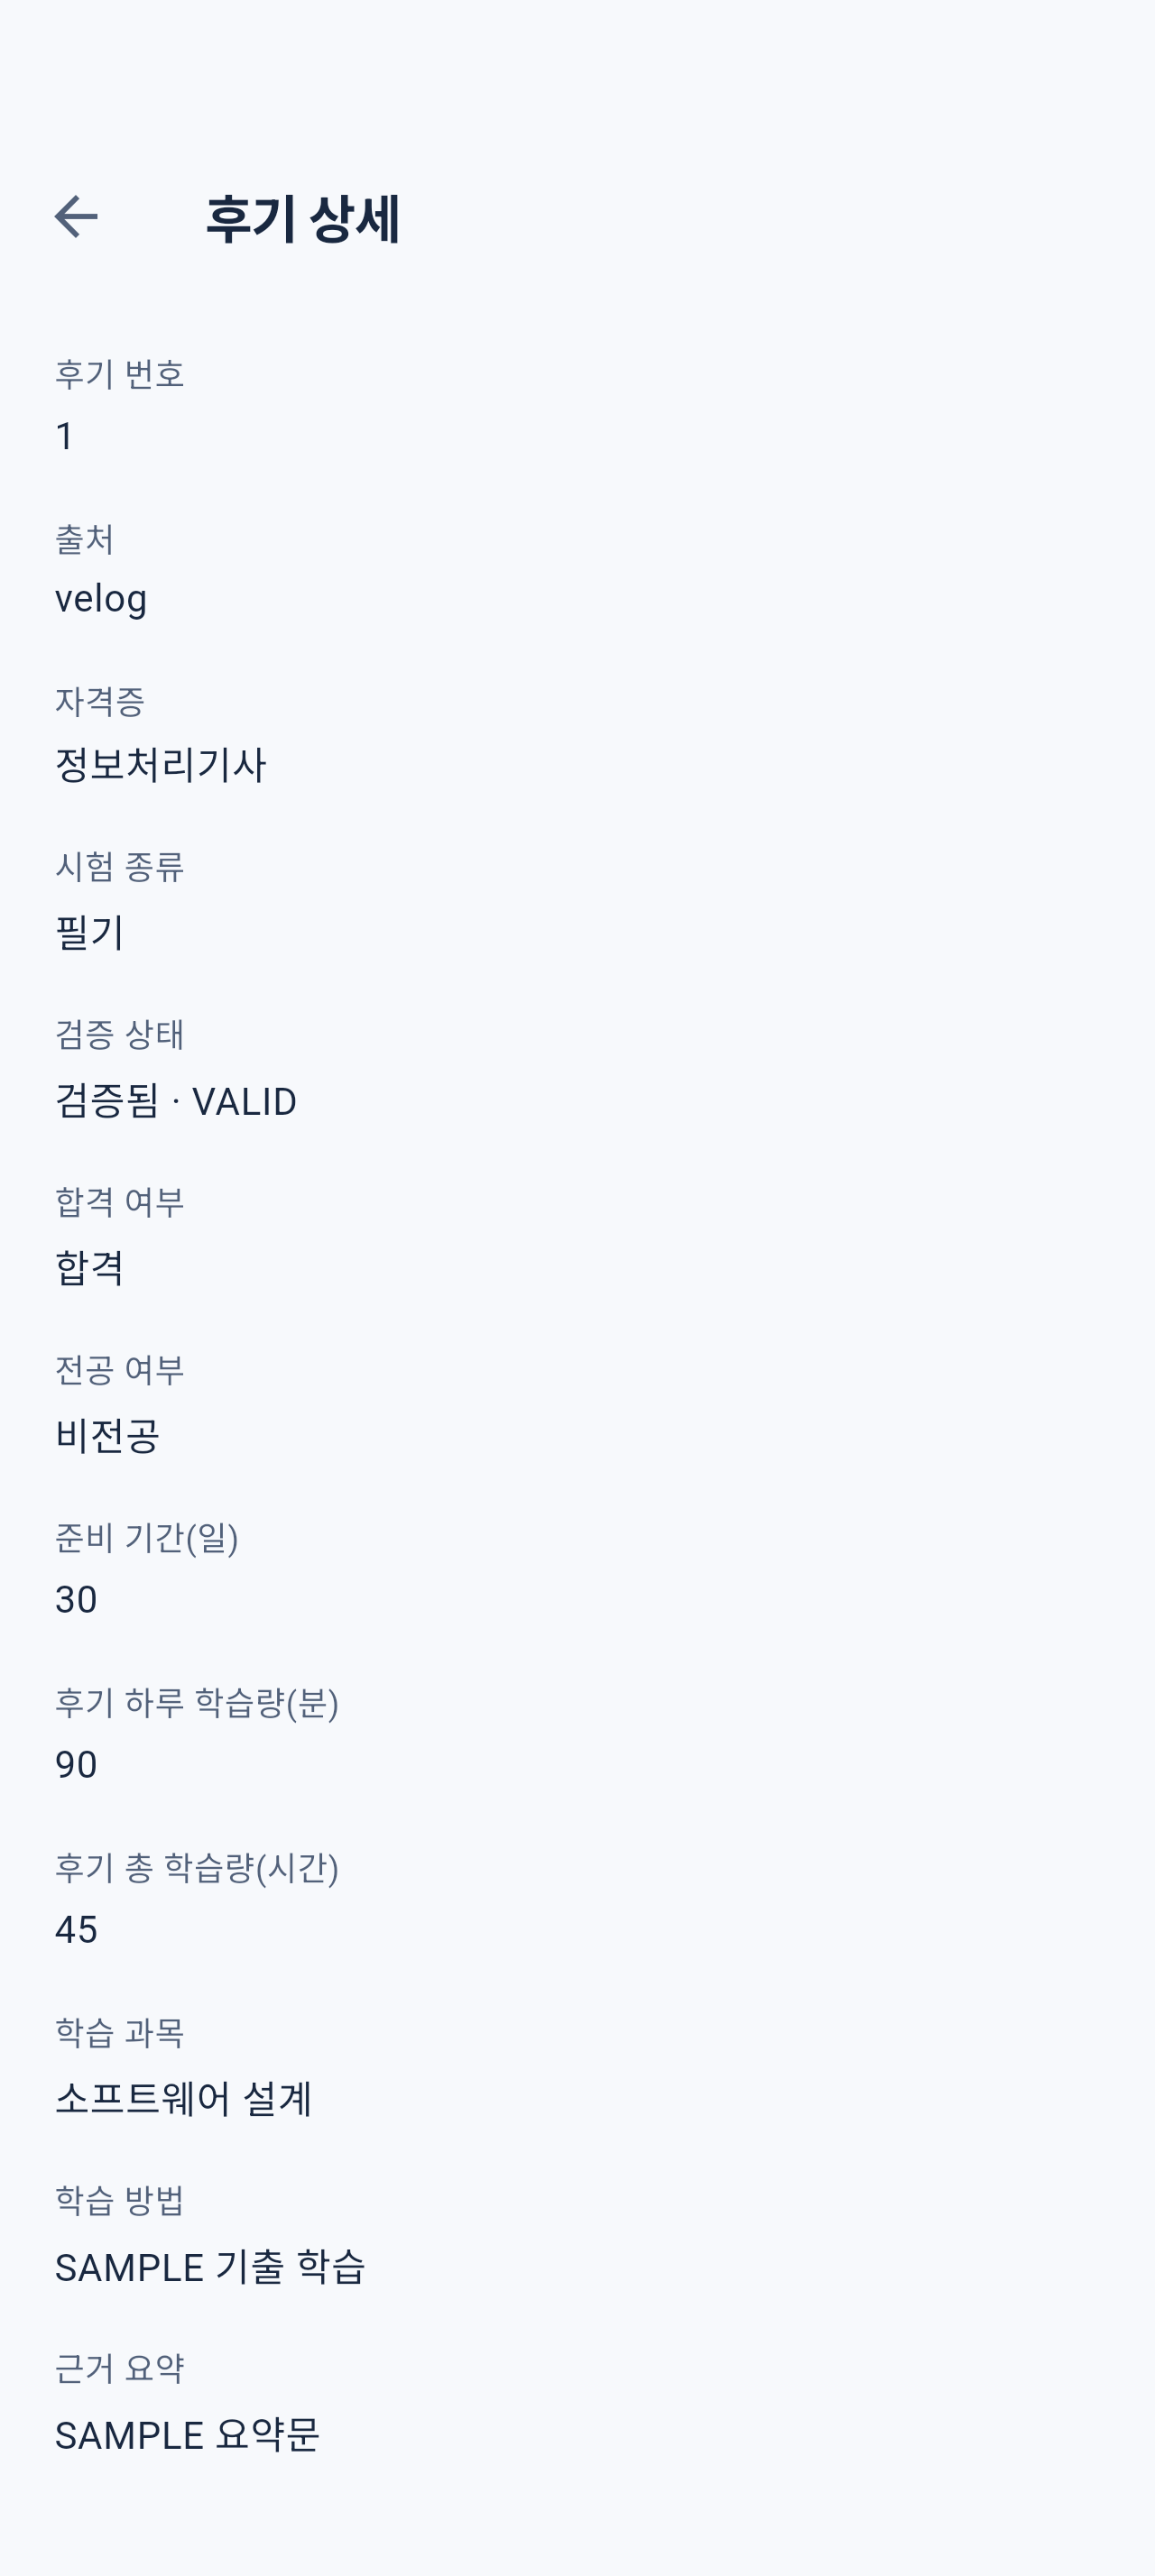 후기 상세
후기 번호
1
출처
velog
자격증
정보처리기사
시험 종류
필기
검증 상태
검증됨 · VALID
합격 여부
합격
전공 여부
비전공
준비 기간(일)
30
후기 하루 학습량(분)
90
후기 총 학습량(시간)
45
학습 과목
소프트웨어 설계
학습 방법
SAMPLE 기출 학습
근거 요약
SAMPLE 요약문